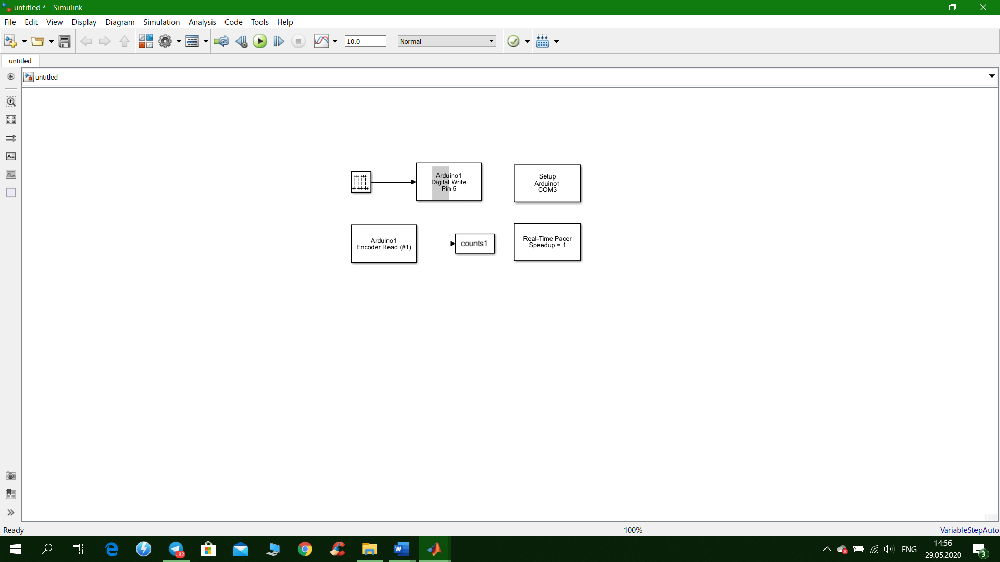 untitled * - Simulink
File Edit View Display Diagram Simulation Analysis Code Tools Help
10.0 Normal
untitled
untitled
Arduino1
Digital Write
Pin 5
Setup
Arduino1
COM3
Arduino1
Encoder Read (#1)
counts1
Real-Time Pacer
Speedup = 1
Ready 100% VariableStepAuto
..82
ENG
14:56
29.05.2020
3